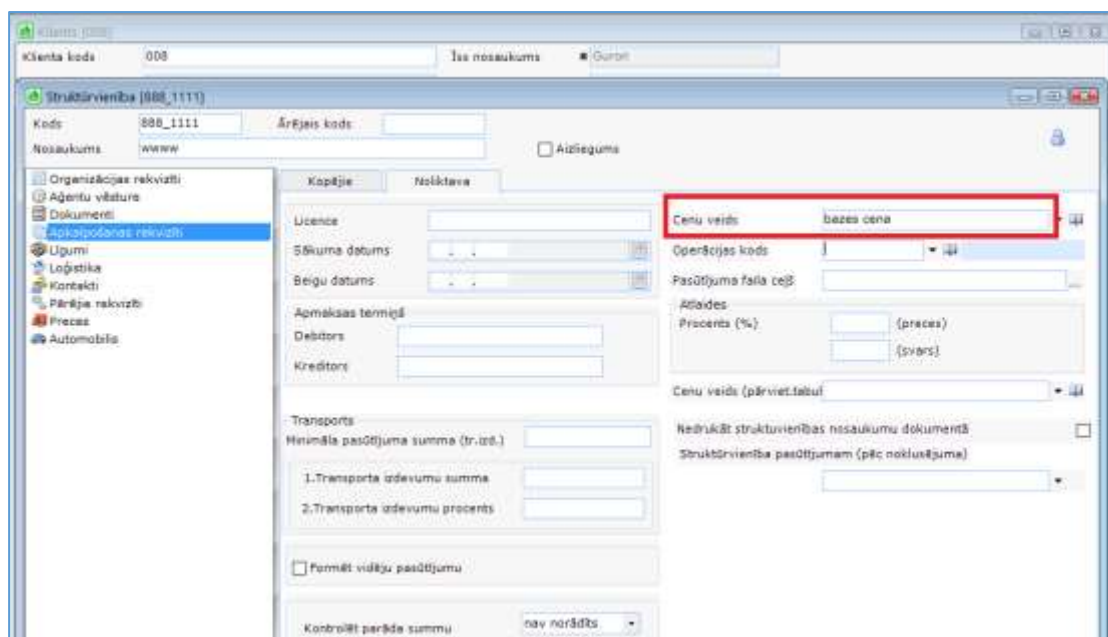 Klients [008]
Klienta kods 008 Īss nosaukums Guron
Struktūrvienība [888_1111]
Kods 888_1111 Ārējais kods
Nosaukums wwww Aizliegums
Organizācijas rekvizīti
Aģentu vēsture
Dokumenti
Apkalpošanas rekvizīti
Līgumi
Loģistika
Kontakti
Pārējie rekvizīti
Preces
Automobilis
Kopējie Noliktava
Licence
Sākuma datums . .
Beigu datums . .
Apmaksas termiņš
Debitors
Kreditors
Transports
Minimāla pasūtījuma summa (tr.izd.)
1.Transporta izdevumu summa
2.Transporta izdevumu procents
Formēt vidēju pasūtījumu
Kontrolēt parāda summu nav norādīts
Cenu veids bazes cena
Operācijas kods
Pasūtījuma faila ceļš
Atlaides
Procents (%) (preces)
(svars)
Cenu veids (pārviet.tabul
Nedrukāt struktuvienības nosaukumu dokumentā
Struktūrvienība pasūtījumam (pēc noklusējuma)